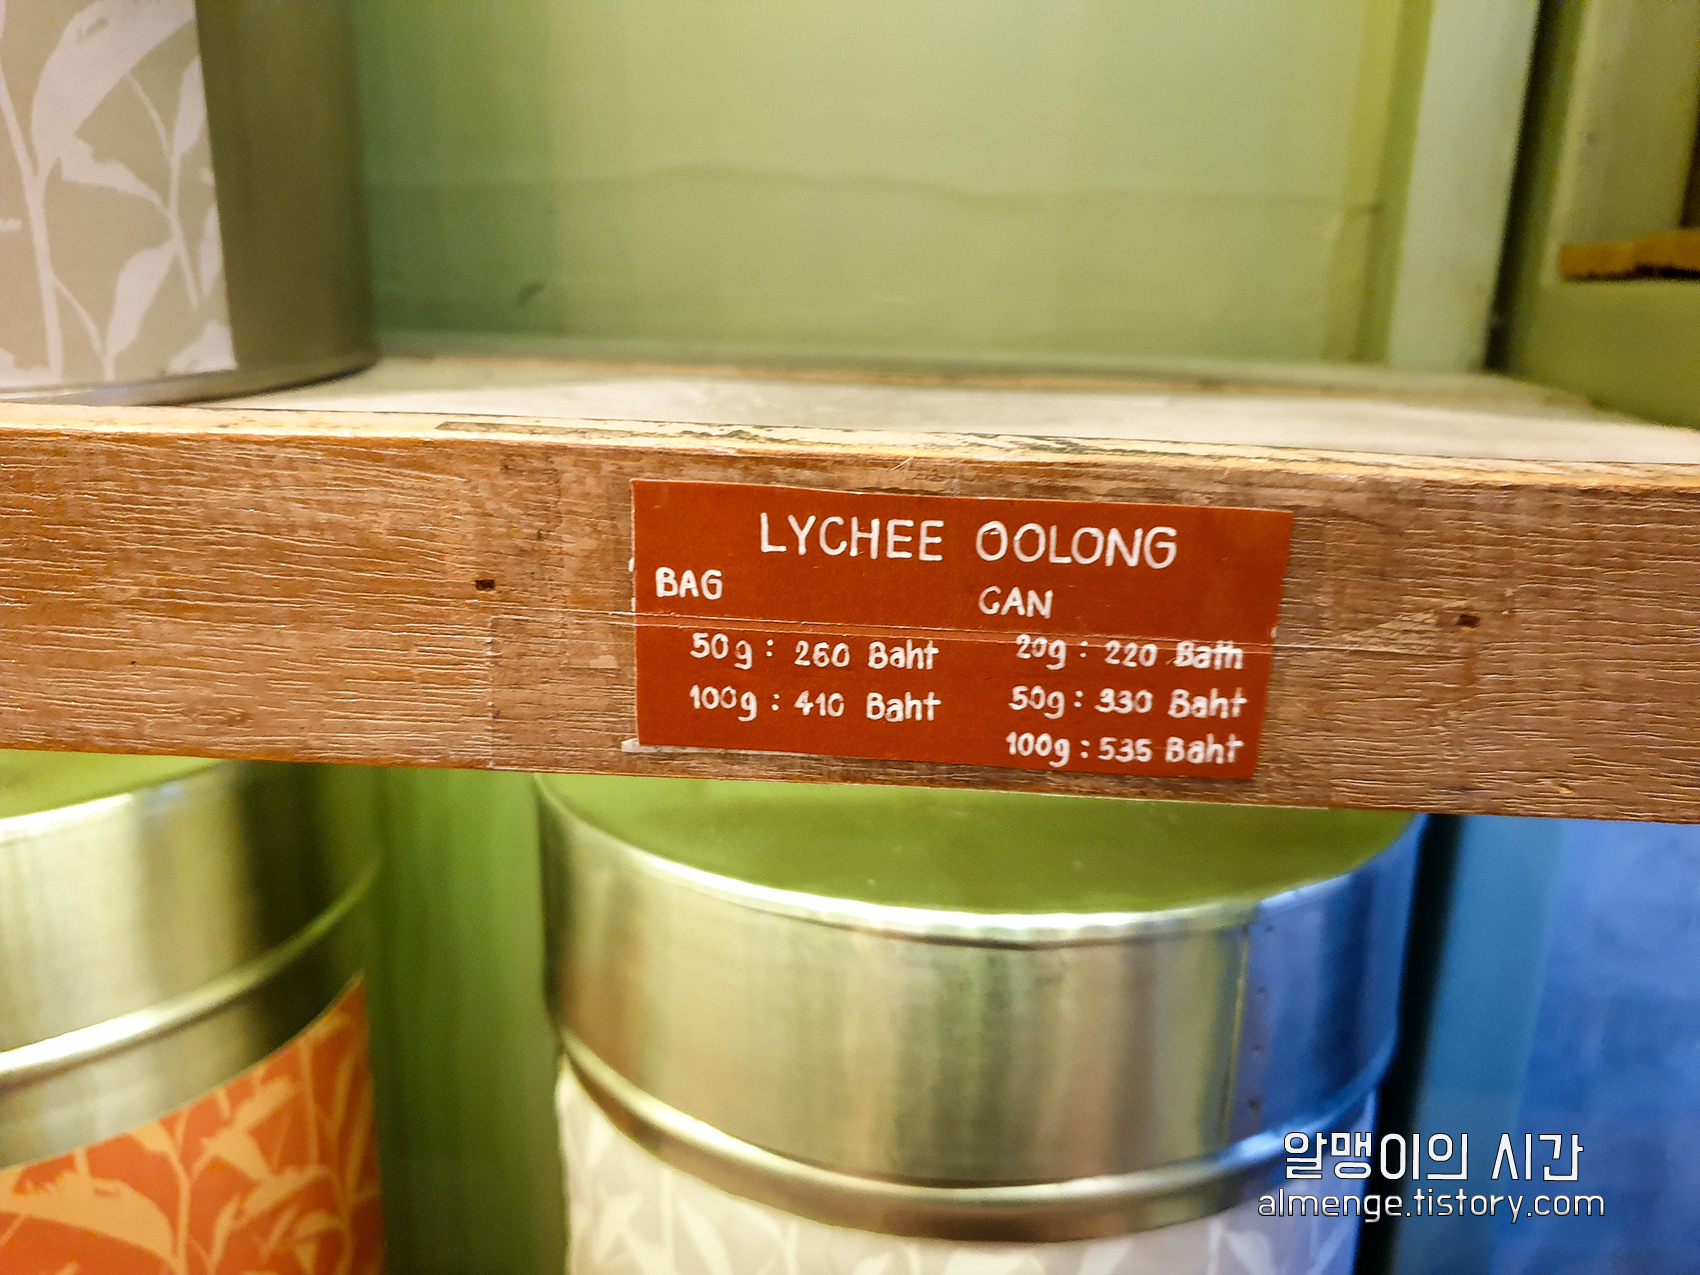 LYCHEE OOLONG
BAG
CAN
50g : 260 Baht
20g : 220 Bath
100g : 410 Baht
50g : 330 Baht
100g : 535 Baht
알맹이의 시간
almenge.tistory.com